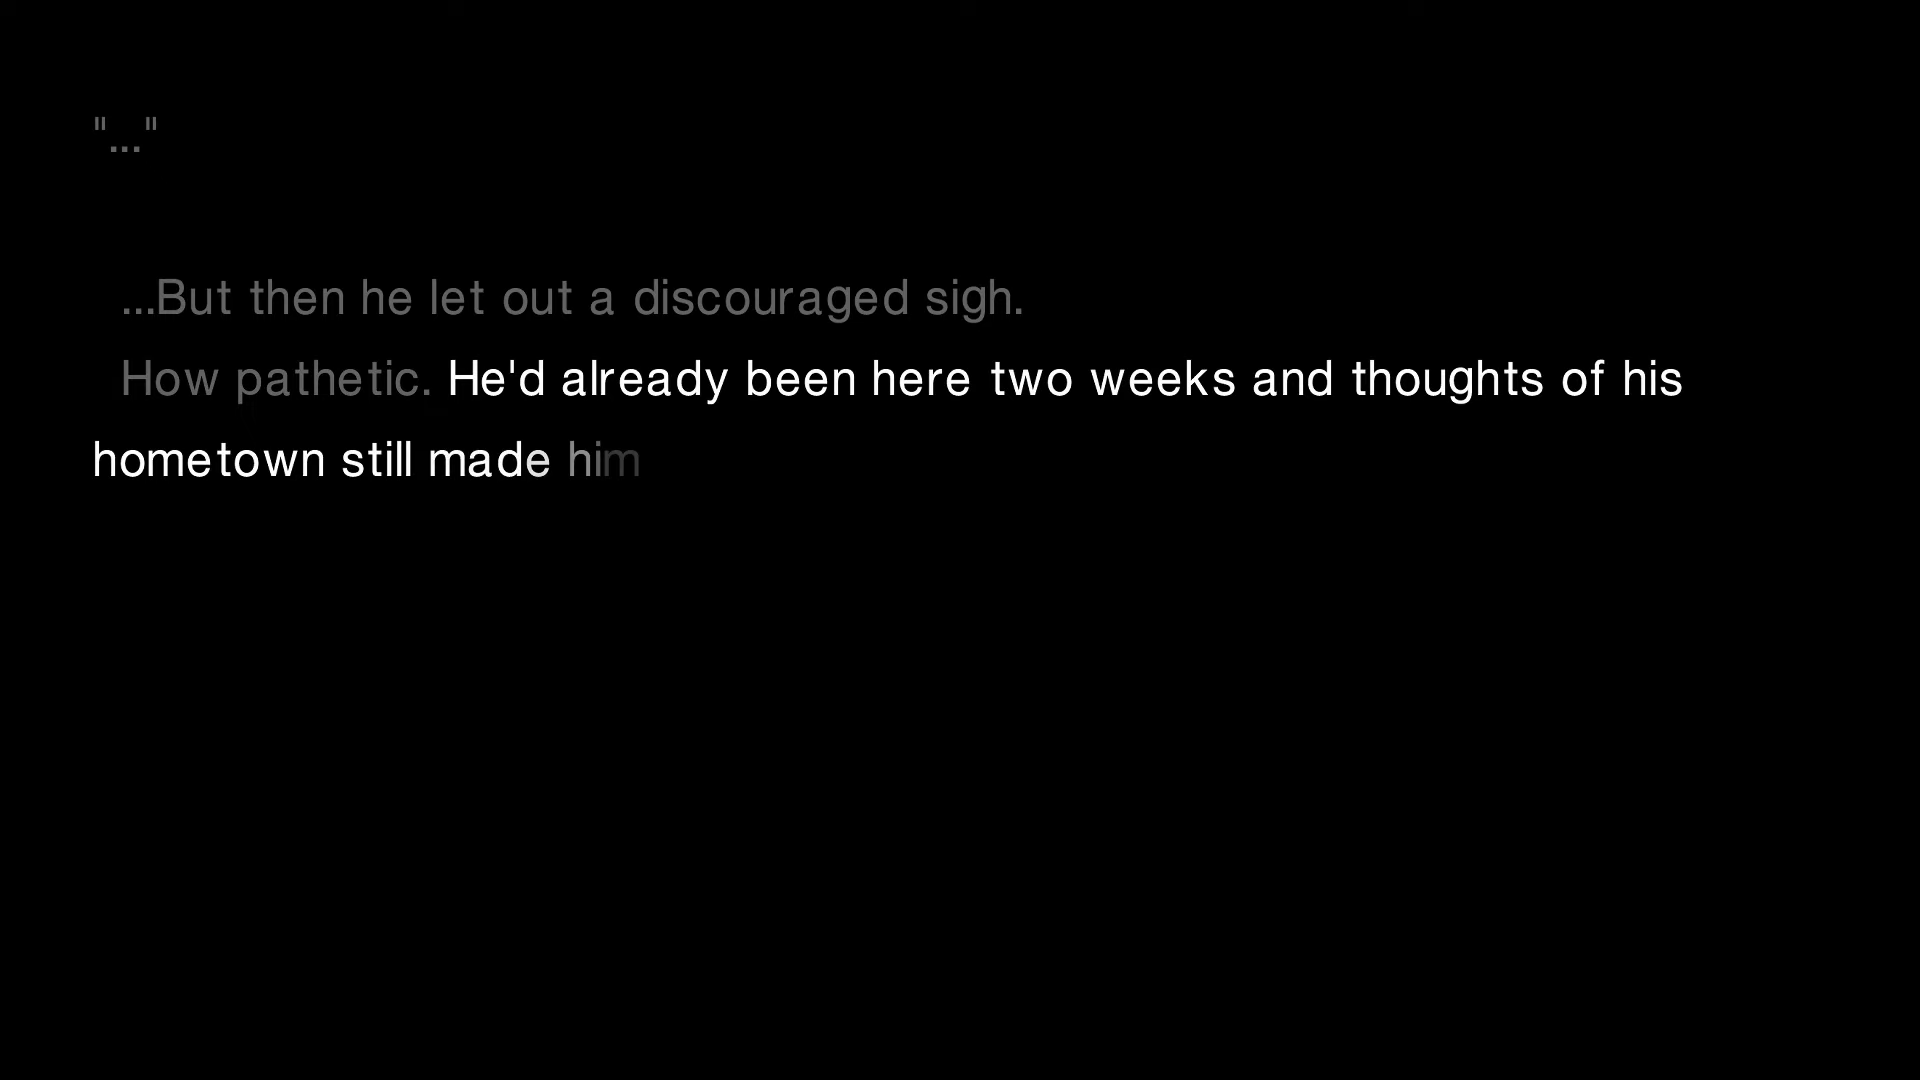 "..."
...But then he let out a discouraged sigh.
How pathetic. He'd already been here two weeks and thoughts of his
hometown still made him